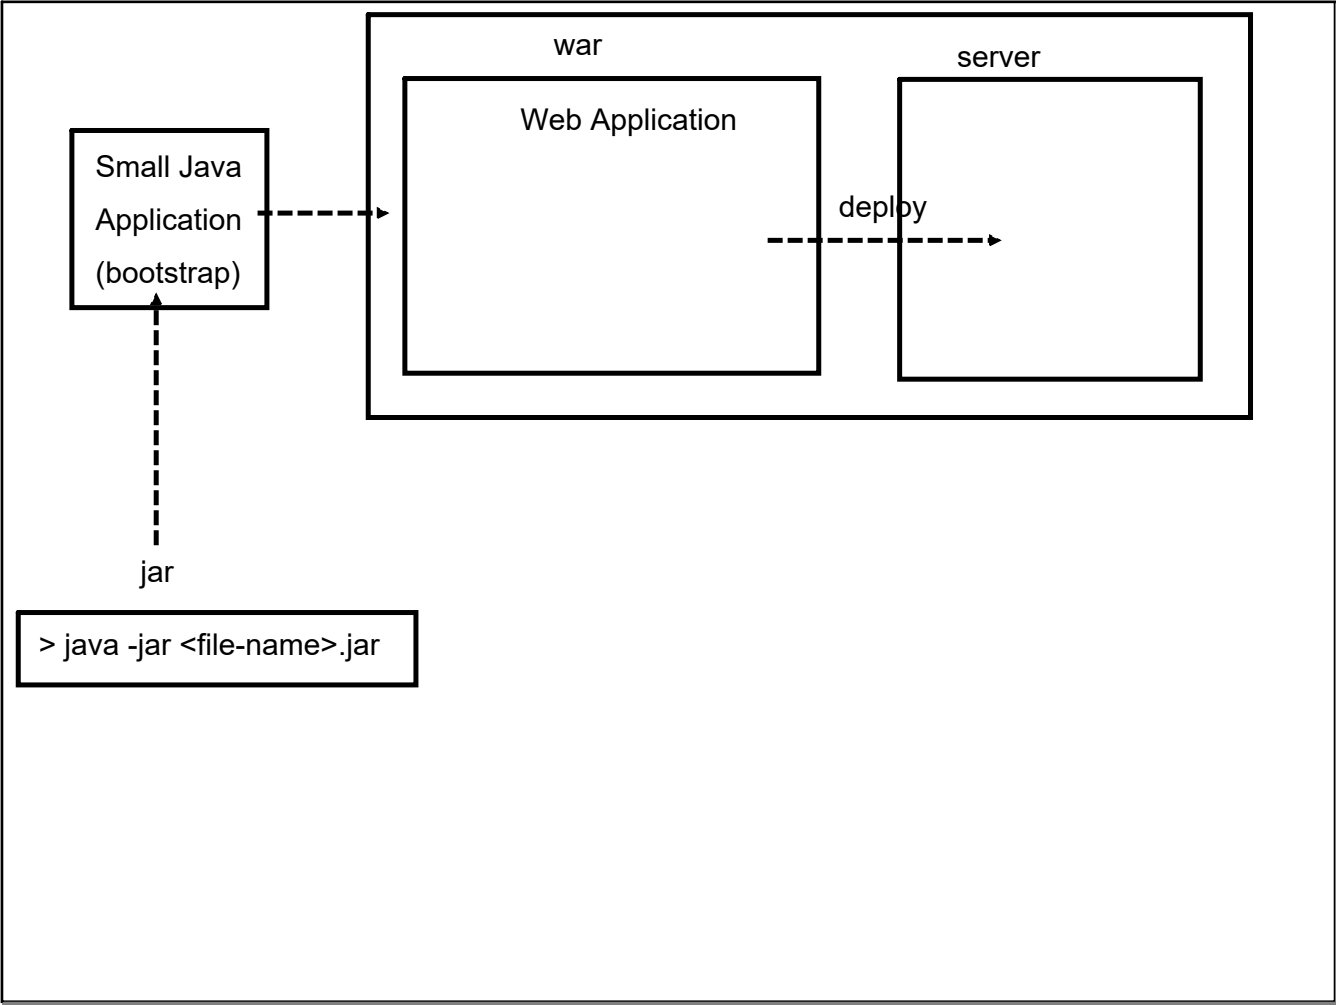 war
server
Web Application
Small Java
Application
(bootstrap)
deploy
jar
> java -jar <file-name>.jar